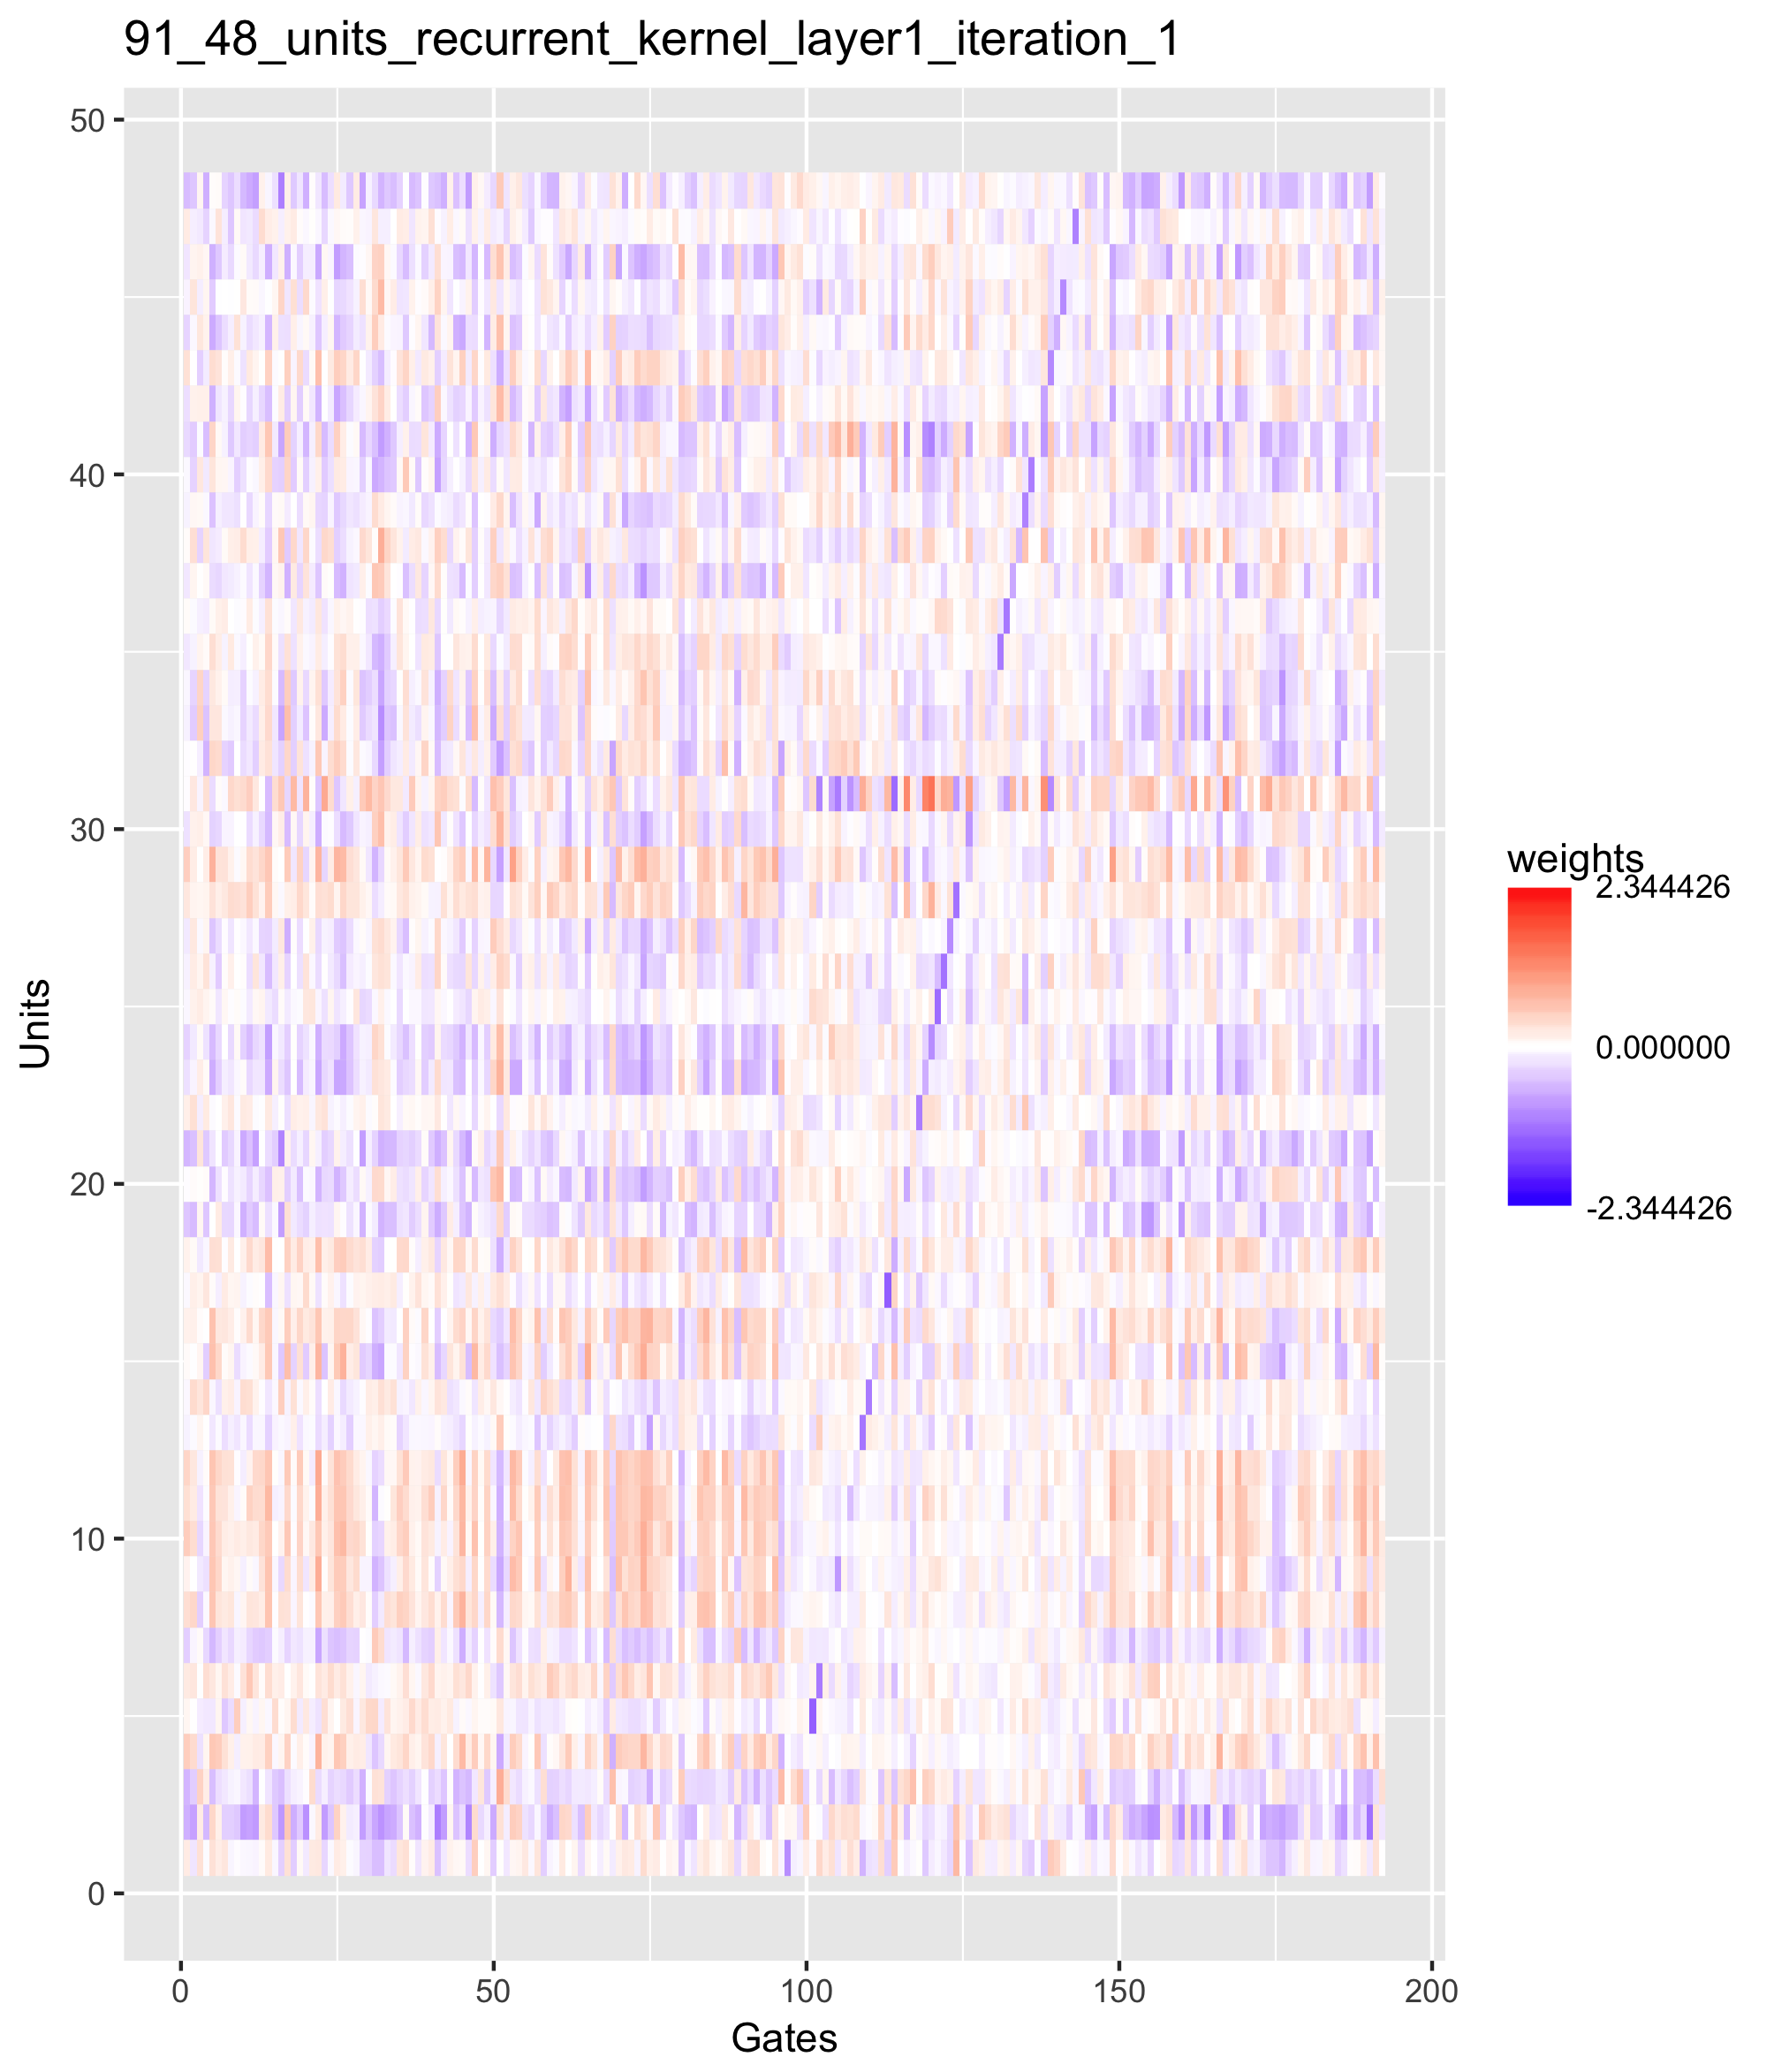 91_48_units_recurrent_kernel_layer1_iteration_1
50
40
30
20
10
0
Units
0 50 100 150 200
Gates
weights
2.344426
0.000000
-2.344426